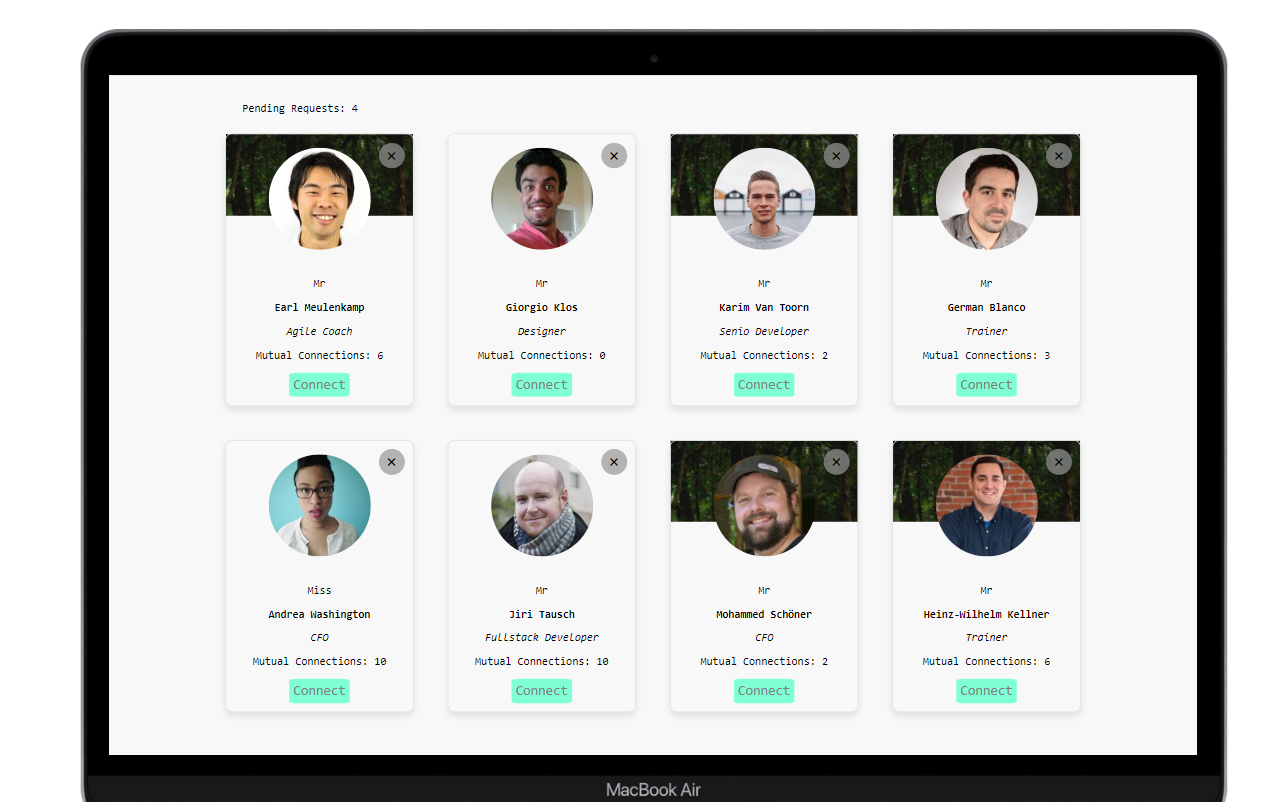 Pending Requests: 4
Mr
Earl Meulenkamp
Agile Coach
Mutual Connections: 6
Connect
Mr
Giorgio Klos
Designer
Mutual Connections: 0
Connect
Mr
Karim Van Toorn
Senio Developer
Mutual Connections: 2
Connect
Mr
German Blanco
Trainer
Mutual Connections: 3
Connect
Miss
Andrea Washington
CFO
Mutual Connections: 10
Connect
Mr
Jiri Tausch
Fullstack Developer
Mutual Connections: 10
Connect
Mr
Mohammed Schöner
CFO
Mutual Connections: 2
Connect
Mr
Heinz-Wilhelm Kellner
Trainer
Mutual Connections: 6
Connect
MacBook Air